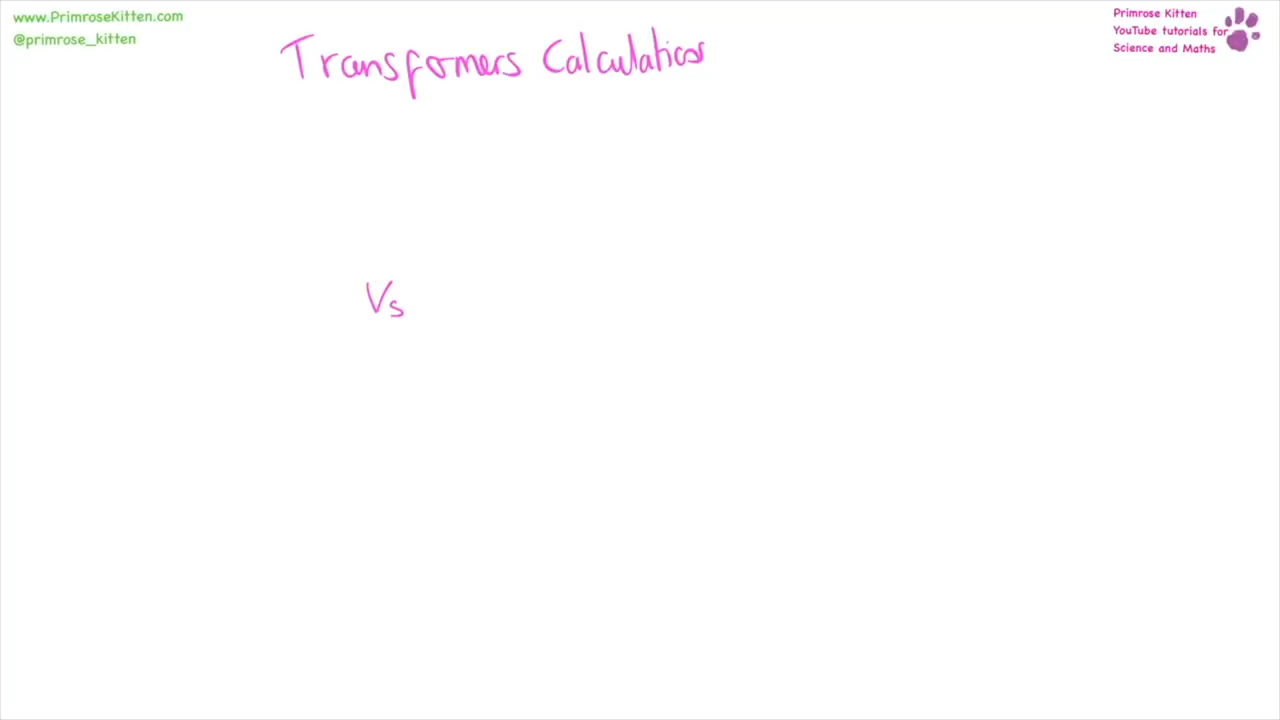 www.PrimroseKitten.com
@primrose_kitten
Primrose Kitten
YouTube tutorials for
Science and Maths
Transformers Calculations
Vs